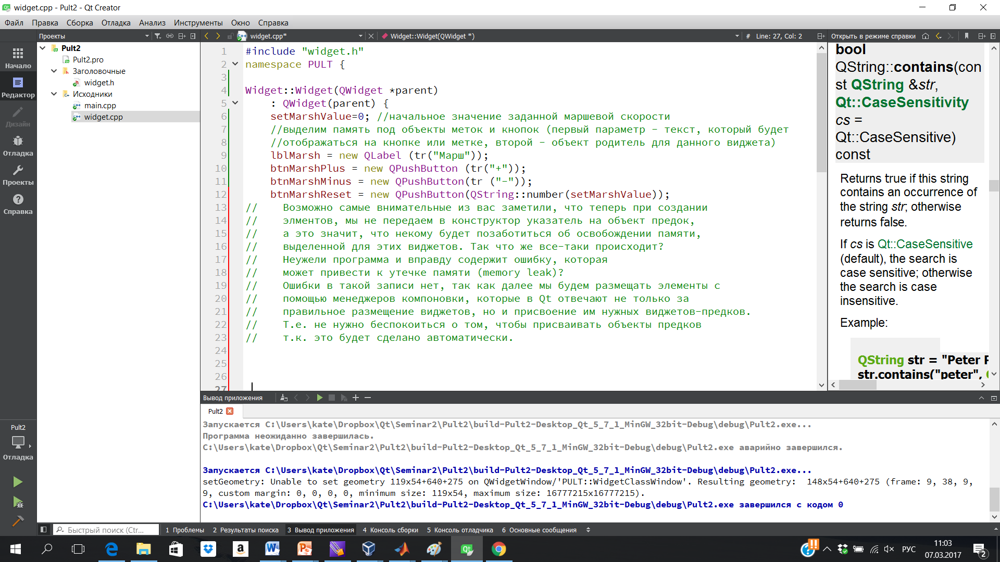 widget.cpp - Pult2 - Qt Creator
Файл Правка Сборка Отладка Анализ Инструменты Окно Справка
Проекты
widget.cpp*
Widget::Widget(QWidget *)
# Line: 27, Col: 2
Открыть в режиме справки
Начало
Редактор
Дизайн
Отладка
Проекты
Справка
Pult2
Отладка
Pult2
Pult2.pro
Заголовочные
widget.h
Исходники
main.cpp
widget.cpp
1 #include "widget.h"
2 namespace PULT {
3
4 Widget::Widget(QWidget *parent)
5 : QWidget(parent) {
6 setMarshValue=0; //начальное значение заданной маршевой скорости
7 //выделим память под объекты меток и кнопок (первый параметр - текст, который будет
8 //отображаться на кнопке или метке, второй - объект родитель для данного виджета)
9 lblMarsh = new QLabel (tr("Марш"));
10 btnMarshPlus = new QPushButton (tr("+"));
11 btnMarshMinus = new QPushButton(tr ("-"));
12 btnMarshReset = new QPushButton(QString::number(setMarshValue));
13 // Возможно самые внимательные из вас заметили, что теперь при создании
14 // элментов, мы не передаем в конструктор указатель на объект предок,
15 // а это значит, что некому будет позаботиться об освобождении памяти,
16 // выделенной для этих виджетов. Так что же все-таки происходит?
17 // Неужели программа и вправду содержит ошибку, которая
18 // может привести к утечке памяти (memory leak)?
19 // Ошибки в такой записи нет, так как далее мы будем размещать элементы с
20 // помощью менеджеров компоновки, которые в Qt отвечают не только за
21 // правильное размещение виджетов, но и присвоение им нужных виджетов-предков.
22 // Т.е. не нужно беспокоиться о том, чтобы присваивать объекты предков
23 // т.к. это будет сделано автоматически.
24
25
26
27
bool
QString::contains(con
st QString &str,
Qt::CaseSensitivity
cs =
Qt::CaseSensitive)
const
Returns true if this string
contains an occurrence of
the string str; otherwise
returns false.
If cs is Qt::CaseSensitive
(default), the search is
case sensitive; otherwise
the search is case
insensitive.
Example:
QString str = "Peter P
str.contains("peter",
Вывод приложения
Pult2
Запускается C:\Users\kate\Dropbox\Qt\Seminar2\Pult2\build-Pult2-Desktop_Qt_5_7_1_MinGW_32bit-Debug\debug\Pult2.exe...
Программа неожиданно завершилась.
C:\Users\kate\Dropbox\Qt\Seminar2\Pult2\build-Pult2-Desktop_Qt_5_7_1_MinGW_32bit-Debug\debug\Pult2.exe аварийно завершился.
Запускается C:\Users\kate\Dropbox\Qt\Seminar2\Pult2\build-Pult2-Desktop_Qt_5_7_1_MinGW_32bit-Debug\debug\Pult2.exe...
setGeometry: Unable to set geometry 119x54+640+275 on QWidgetWindow/'PULT::WidgetClassWindow'. Resulting geometry:  148x54+640+275 (frame: 9, 38, 9,
9, custom margin: 0, 0, 0, 0, minimum size: 119x54, maximum size: 16777215x16777215).
C:\Users\kate\Dropbox\Qt\Seminar2\Pult2\build-Pult2-Desktop_Qt_5_7_1_MinGW_32bit-Debug\debug\Pult2.exe завершился с кодом 0
Быстрый поиск (Ctr...
1 Проблемы 2 Результаты поиска 3 Вывод приложения 4 Консоль сборки 5 Консоль отладчика 6 Основные сообщения
РУС
11:03
07.03.2017
2